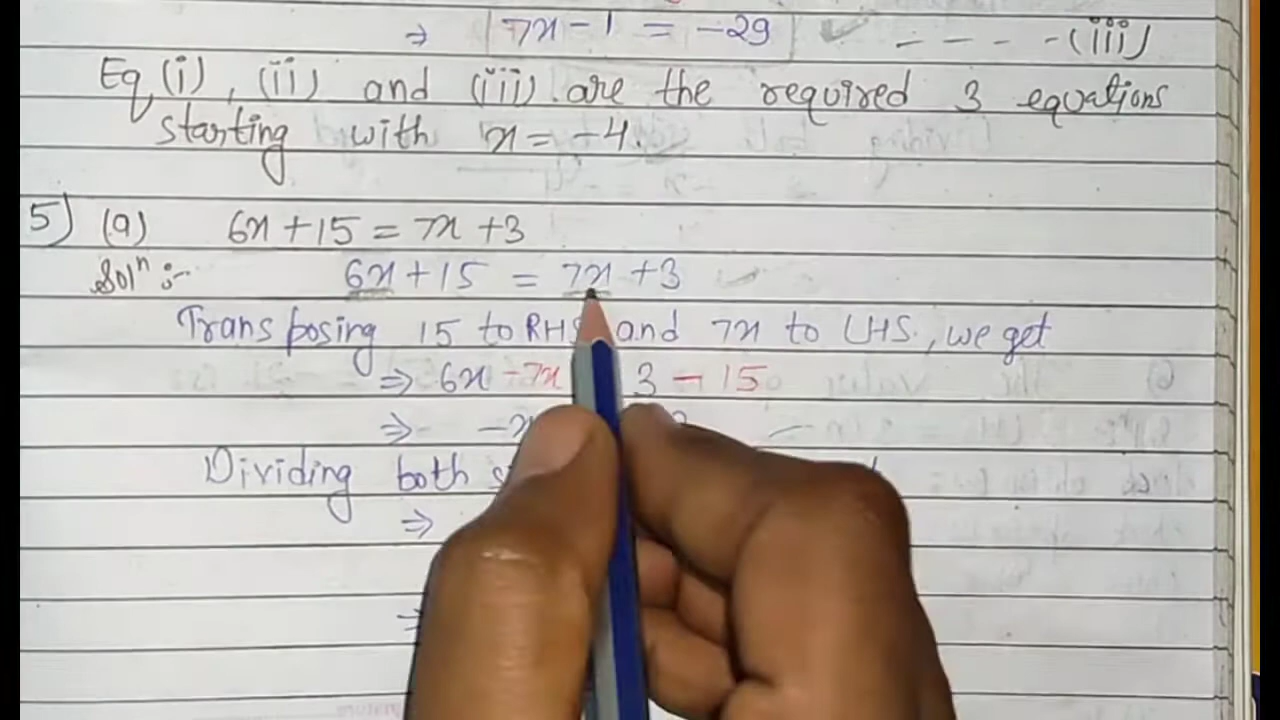 ⇒ 7x - 1 = -29 - - - - (iii)
Eq (i), (ii) and (iii) are the required 3 equations
starting with x = -4.
5) (a) 6x + 15 = 7x + 3
Solⁿ :- 6x + 15 = 7x + 3
Transposing 15 to RHS and 7x to LHS, we get
⇒ 6x - 7x 3 - 15
⇒ -x
Dividing both
⇒
⇒